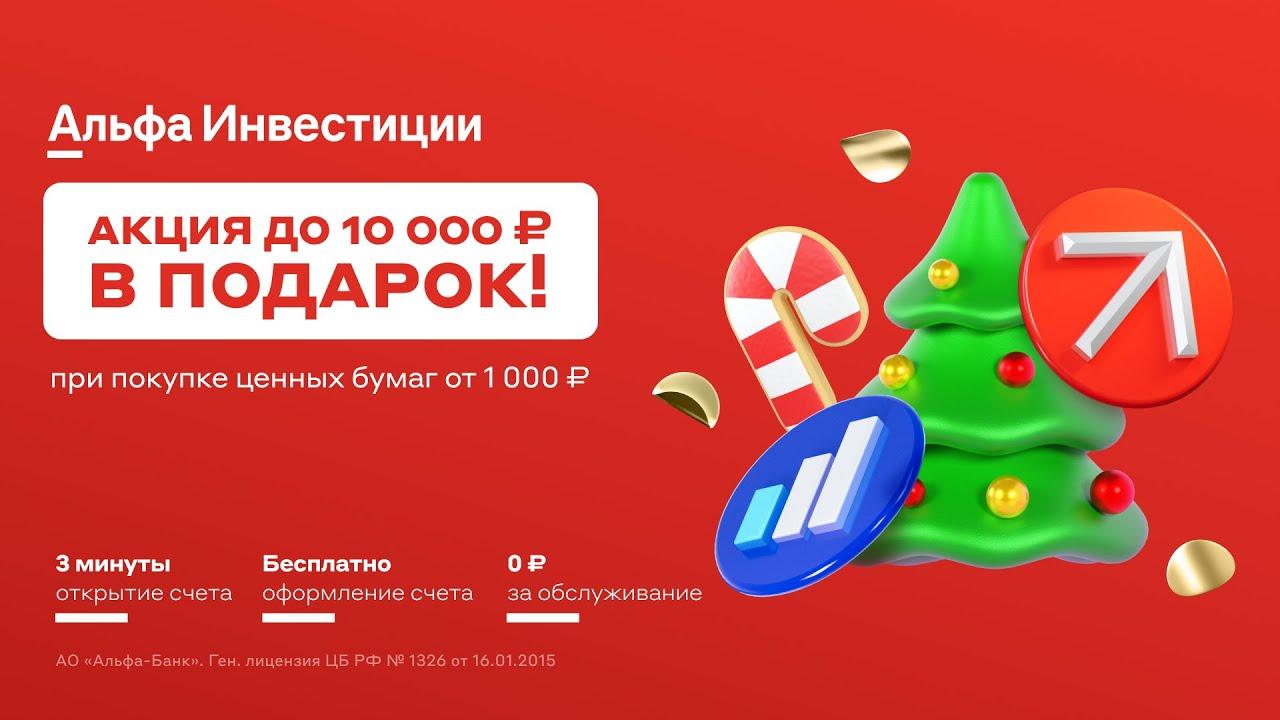 Альфа Инвестиции
АКЦИЯ ДО 10 000 ₽
В ПОДАРОК!
при покупке ценных бумаг от 1 000 ₽
3 минуты
открытие счета
Бесплатно
оформление счета
0 ₽
за обслуживание
АО «Альфа-Банк». Ген. лицензия ЦБ РФ № 1326 от 16.01.2015